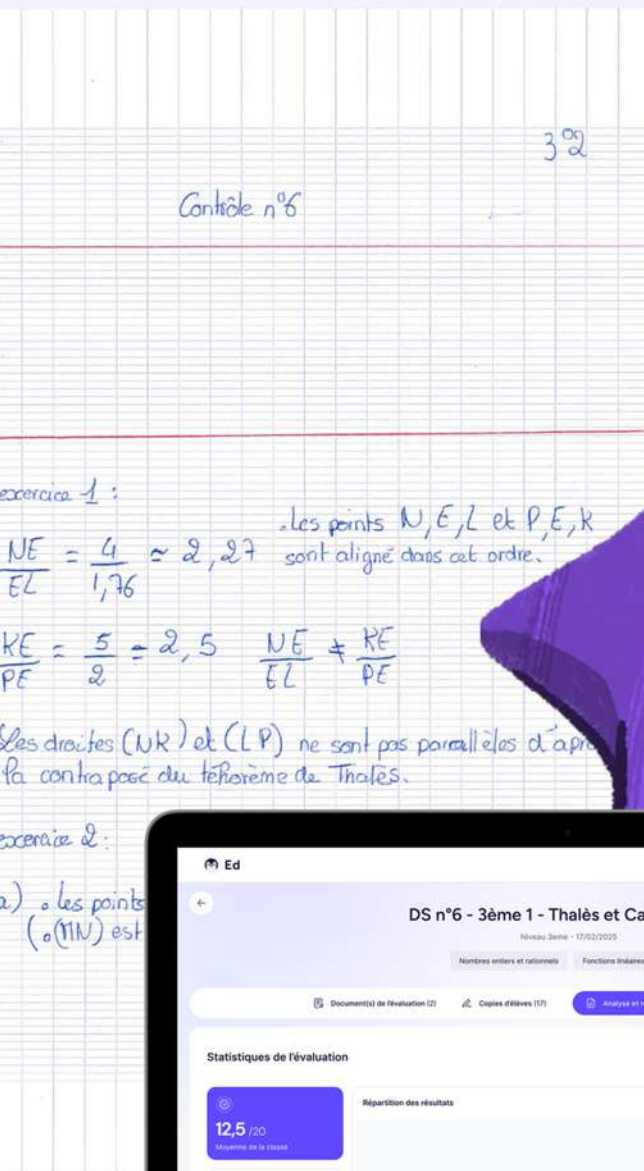 3e 2
Contrôle n°6
exercice 1 :
.Les points N,E,L et P,E,K
sont aligné dans cet ordre.
NE/EL = 4/1,76 ≃ 2,27
KE/PE = 5/2 = 2,5 NE/EL ≠ KE/PE
Les droites (NK) et (LP) ne sont pas parallèles d'apre
la contraposé du téhorème de Thalès.
exercice 2 :
a) . les points
(.(MN) est
Ed
←
DS n°6 - 3ème 1 - Thalès et Ca
Niveau 3eme - 17/02/2025
Nombres entiers et rationnels Fonctions linéaires
Document(s) de l'évaluation (2) Copies d'élèves (17) Analyse et r
Statistiques de l'évaluation
12,5 /20
Moyenne de la classe
Répartition des résultats